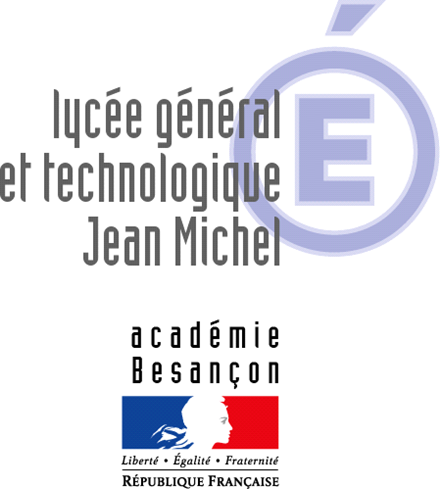 É
lycée général
et technologique
Jean Michel
académie
Besançon
Liberté • Égalité • Fraternité
RÉPUBLIQUE FRANÇAISE